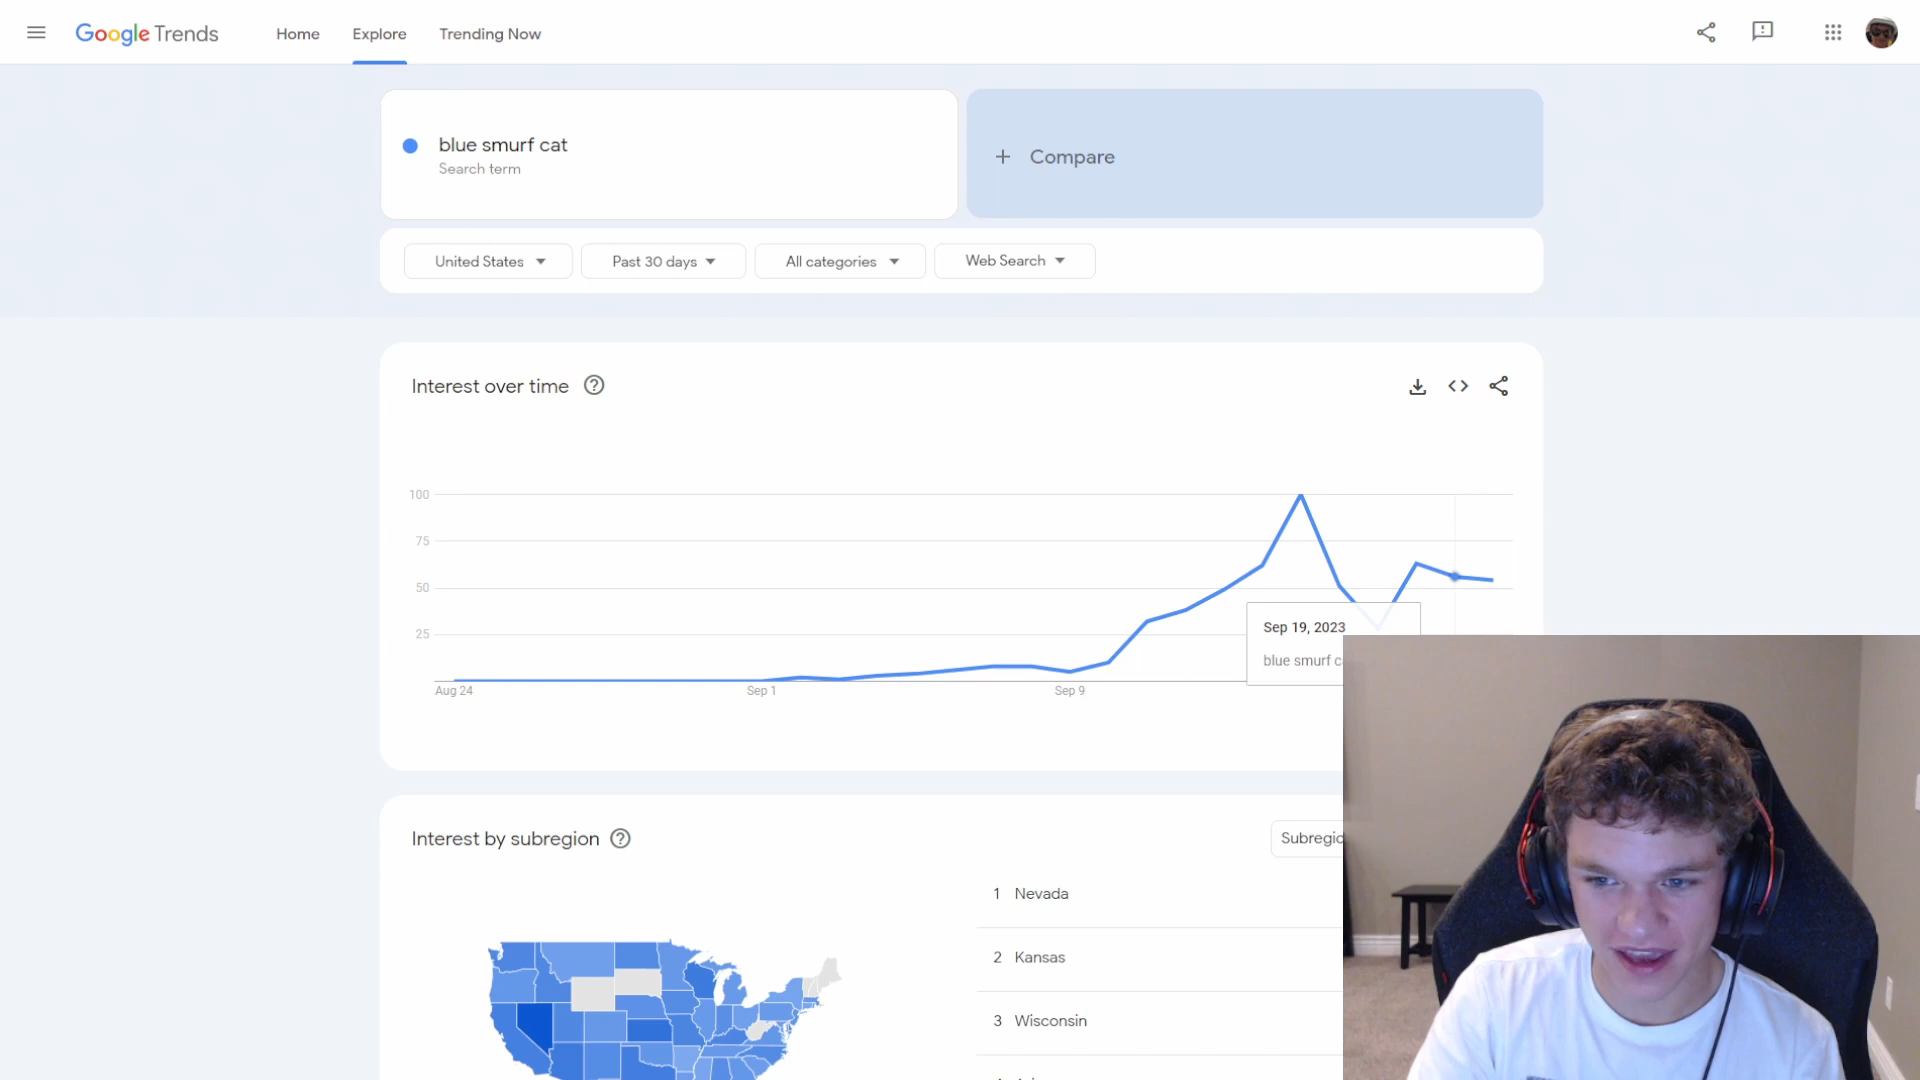 Google Trends
Home
Explore
Trending Now
blue smurf cat
Search term
+ Compare
United States
Past 30 days
All categories
Web Search
Interest over time
100
75
50
25
Aug 24
Sep 1
Sep 9
Sep 19, 2023
blue smurf
Interest by subregion
1 Nevada
2 Kansas
3 Wisconsin